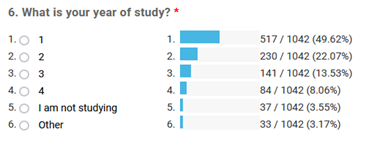 6. What is your year of study? *
1. 1 1. 517 / 1042 (49.62%)
2. 2 2. 230 / 1042 (22.07%)
3. 3 3. 141 / 1042 (13.53%)
4. 4 4. 84 / 1042 (8.06%)
5. I am not studying 5. 37 / 1042 (3.55%)
6. Other 6. 33 / 1042 (3.17%)